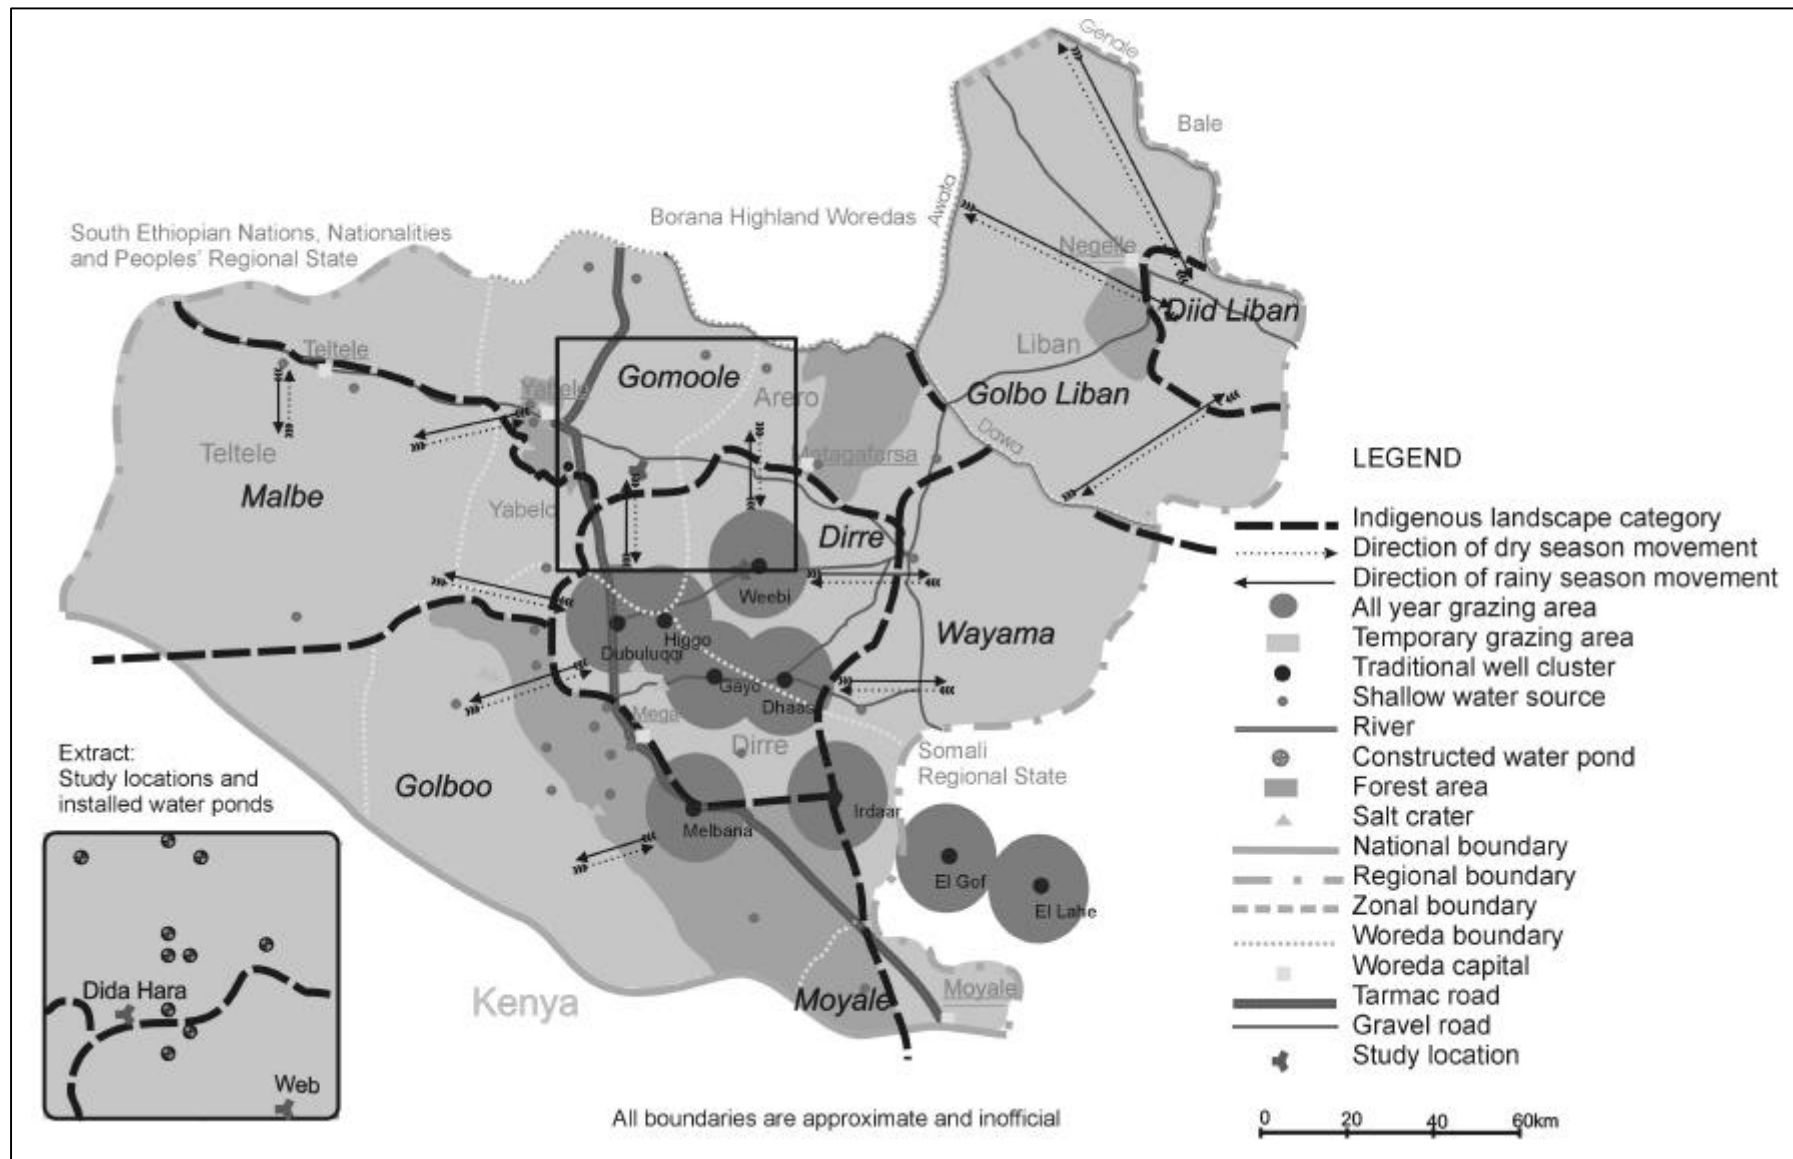 Genale
Bale
Awata
Borana Highland Woredas
South Ethiopian Nations, Nationalities
and Peoples' Regional State
Negelle
Diid Liban
Liban
Teltele
Gomoole
Yabelo
Arero
Golbo Liban
Dawa
Teltele
Matagafarsa
Malbe
Yabelo
Dirre
Weebi
Wayama
Higgo
Dubuluqqi
Gayo
Dhaas
Mega
Dirre
Somali
Regional State
Golboo
Irdaar
Melbana
El Gof
El Lahe
Kenya
Moyale
Moyale
Extract:
Study locations and
installed water ponds
Dida Hara
Web
All boundaries are approximate and inofficial
LEGEND
Indigenous landscape category
Direction of dry season movement
Direction of rainy season movement
All year grazing area
Temporary grazing area
Traditional well cluster
Shallow water source
River
Constructed water pond
Forest area
Salt crater
National boundary
Regional boundary
Zonal boundary
Woreda boundary
Woreda capital
Tarmac road
Gravel road
Study location
0 20 40 60km